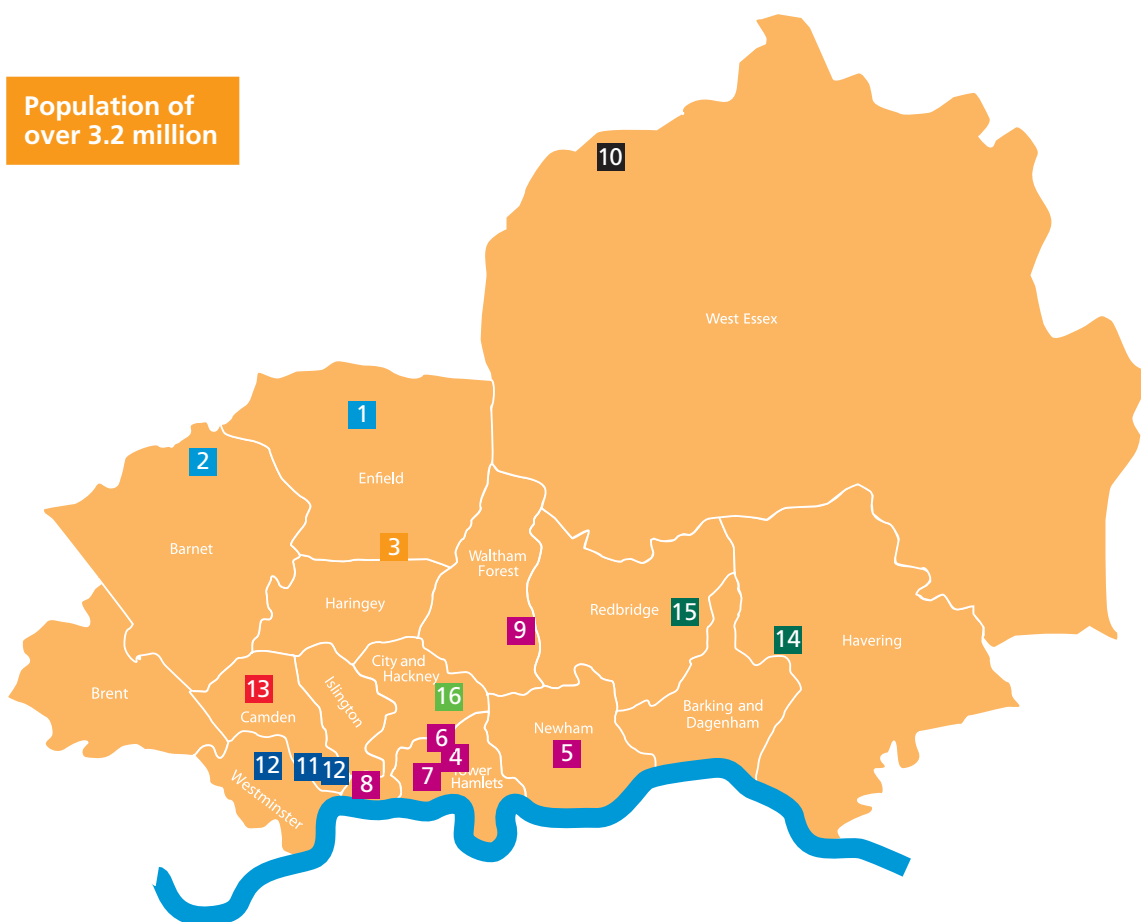 Population of
over 3.2 million
10
West Essex
1
2
Enfield
3
Barnet
Waltham
Forest
Haringey
Redbridge
15
9
14
Havering
City and
Hackney
13
Islington
16
Brent
Camden
Barking and
Dagenham
Newham
6
5
4
12
11
12
7
Tower
Hamlets
8
Westminster